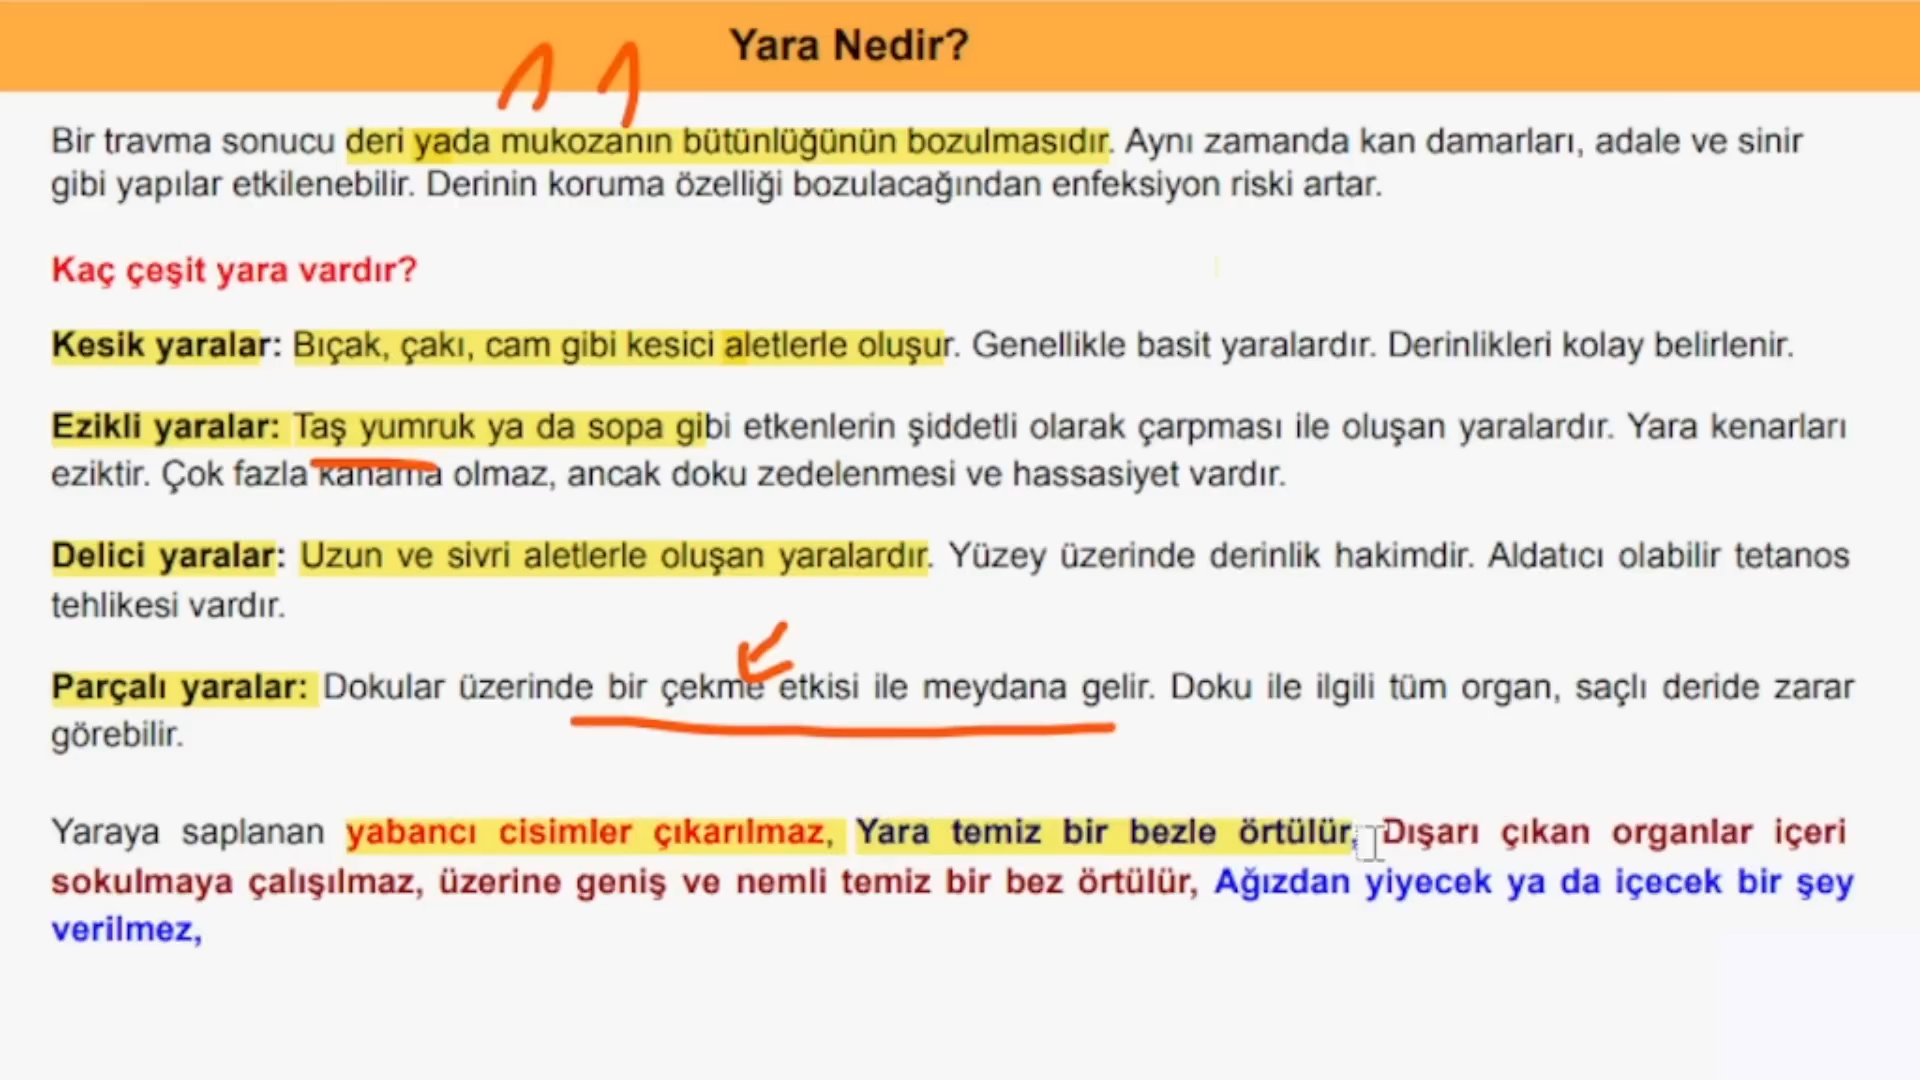 Yara Nedir?
Bir travma sonucu deri yada mukozanın bütünlüğünün bozulmasıdır. Aynı zamanda kan damarları, adale ve sinir
gibi yapılar etkilenebilir. Derinin koruma özelliği bozulacağından enfeksiyon riski artar.
Kaç çeşit yara vardır?
Kesik yaralar: Bıçak, çakı, cam gibi kesici aletlerle oluşur. Genellikle basit yaralardır. Derinlikleri kolay belirlenir.
Ezikli yaralar: Taş yumruk ya da sopa gibi etkenlerin şiddetli olarak çarpması ile oluşan yaralardır. Yara kenarları
eziktir. Çok fazla kanama olmaz, ancak doku zedelenmesi ve hassasiyet vardır.
Delici yaralar: Uzun ve sivri aletlerle oluşan yaralardır. Yüzey üzerinde derinlik hakimdir. Aldatıcı olabilir tetanos
tehlikesi vardır.
Parçalı yaralar: Dokular üzerinde bir çekme etkisi ile meydana gelir. Doku ile ilgili tüm organ, saçlı deride zarar
görebilir.
Yaraya saplanan yabancı cisimler çıkarılmaz, Yara temiz bir bezle örtülür, Dışarı çıkan organlar içeri
sokulmaya çalışılmaz, üzerine geniş ve nemli temiz bir bez örtülür, Ağızdan yiyecek ya da içecek bir şey
verilmez,